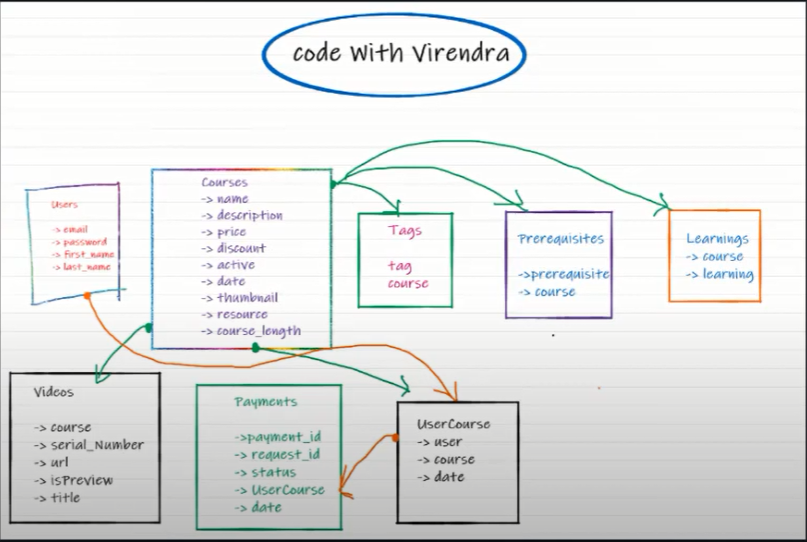 code With Virendra
Users
-> email
-> password
-> first_name
-> last_name
Courses
-> name
-> description
-> price
-> discount
-> active
-> date
-> thumbnail
-> resource
-> course_length
Tags
tag
course
Prerequisites
->prerequisite
-> course
Learnings
-> course
-> learning
Videos
-> course
-> serial_Number
-> url
-> isPreview
-> title
Payments
->payment_id
-> request_id
-> status
-> UserCourse
-> date
UserCourse
-> user
-> course
-> date